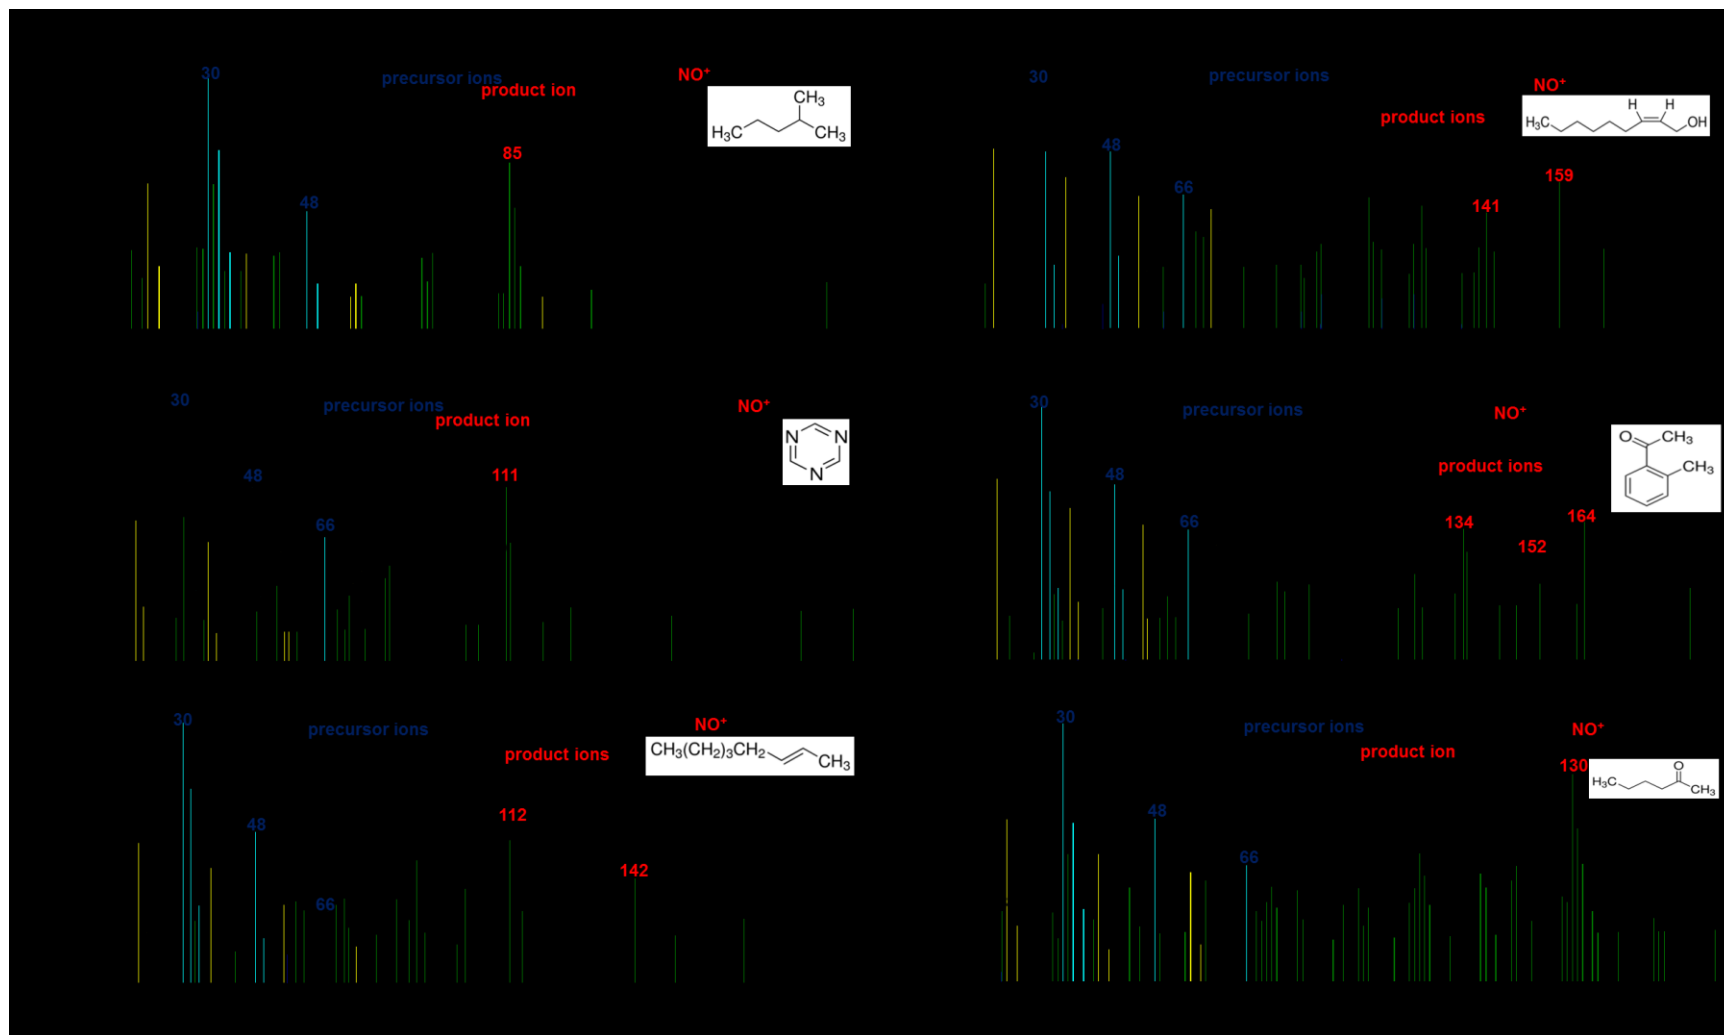 30
precursor ions
NO⁺
product ion
CH₃
H₃C
CH₃
85
48
30
precursor ions
NO⁺
product ions
H H
H₃C
OH
48
66
159
141
30
precursor ions
NO⁺
product ion
N N
N
48
111
66
30
precursor ions
NO⁺
product ions
O CH₃
CH₃
48
66
134
152
164
30
precursor ions
NO⁺
product ions
CH₃(CH₂)₃CH₂
CH₃
48
112
66
142
30
precursor ions
NO⁺
product ion
130
O
H₃C
CH₃
48
66